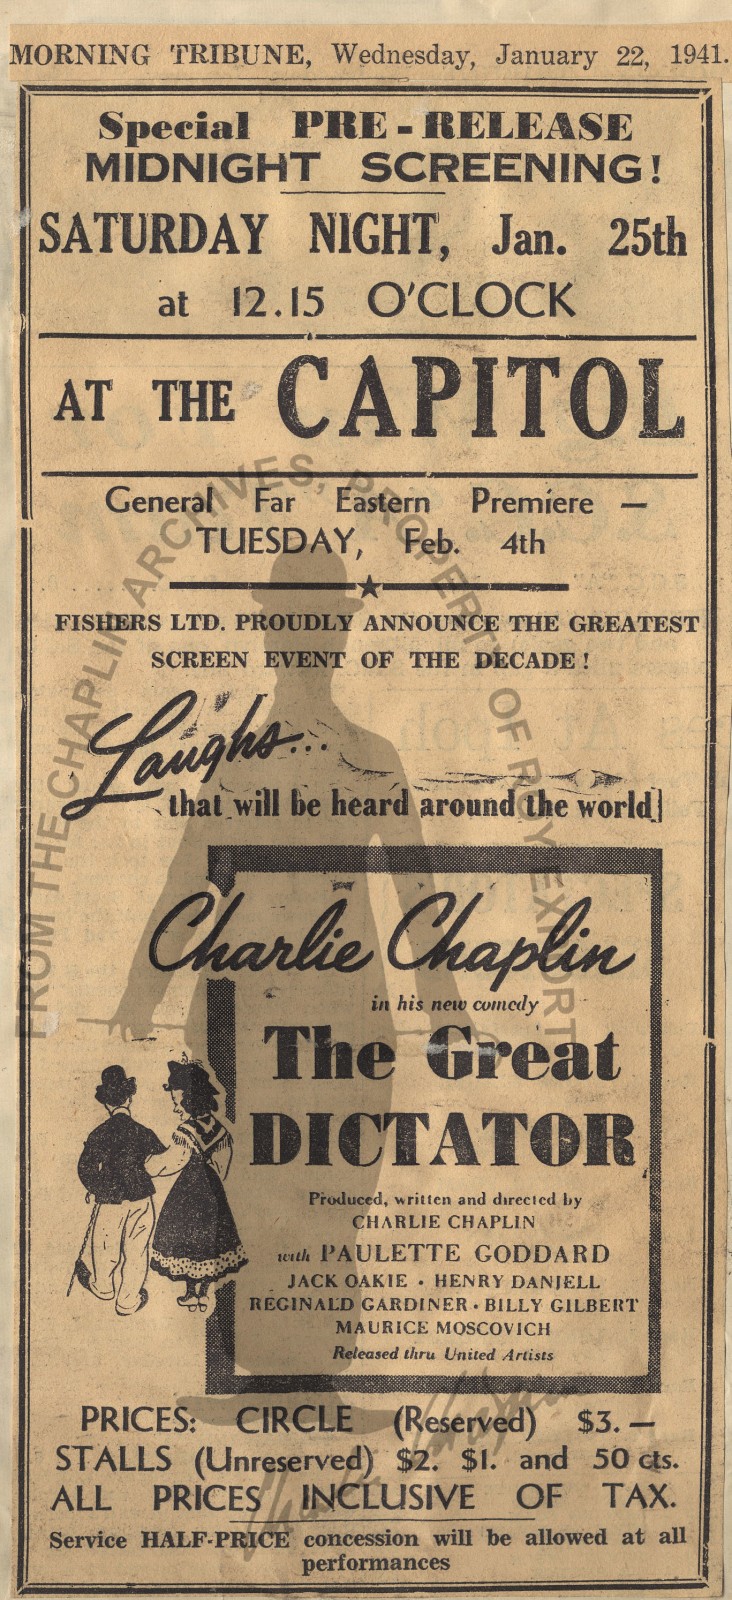 MORNING TRIBUNE, Wednesday, January 22, 1941.
Special PRE-RELEASE
MIDNIGHT SCREENING!
SATURDAY NIGHT, Jan. 25th
at 12.15 O'CLOCK
AT THE CAPITOL
General Far Eastern Premiere —
TUESDAY, Feb. 4th
FISHERS LTD. PROUDLY ANNOUNCE THE GREATEST
SCREEN EVENT OF THE DECADE!
Laughs...
that will be heard around the world
Charlie Chaplin
in his new comedy
The Great
DICTATOR
Produced, written and directed by
CHARLIE CHAPLIN
with PAULETTE GODDARD
JACK OAKIE · HENRY DANIELL
REGINALD GARDINER · BILLY GILBERT
MAURICE MOSCOVICH
Released thru United Artists
PRICES: CIRCLE (Reserved) $3.—
STALLS (Unreserved) $2. $1. and 50 cts.
ALL PRICES INCLUSIVE OF TAX.
Service HALF-PRICE concession will be allowed at all
performances
FROM THE CHAPLIN ARCHIVES, PROPERTY OF ROY EXPORT
Charlie Chaplin